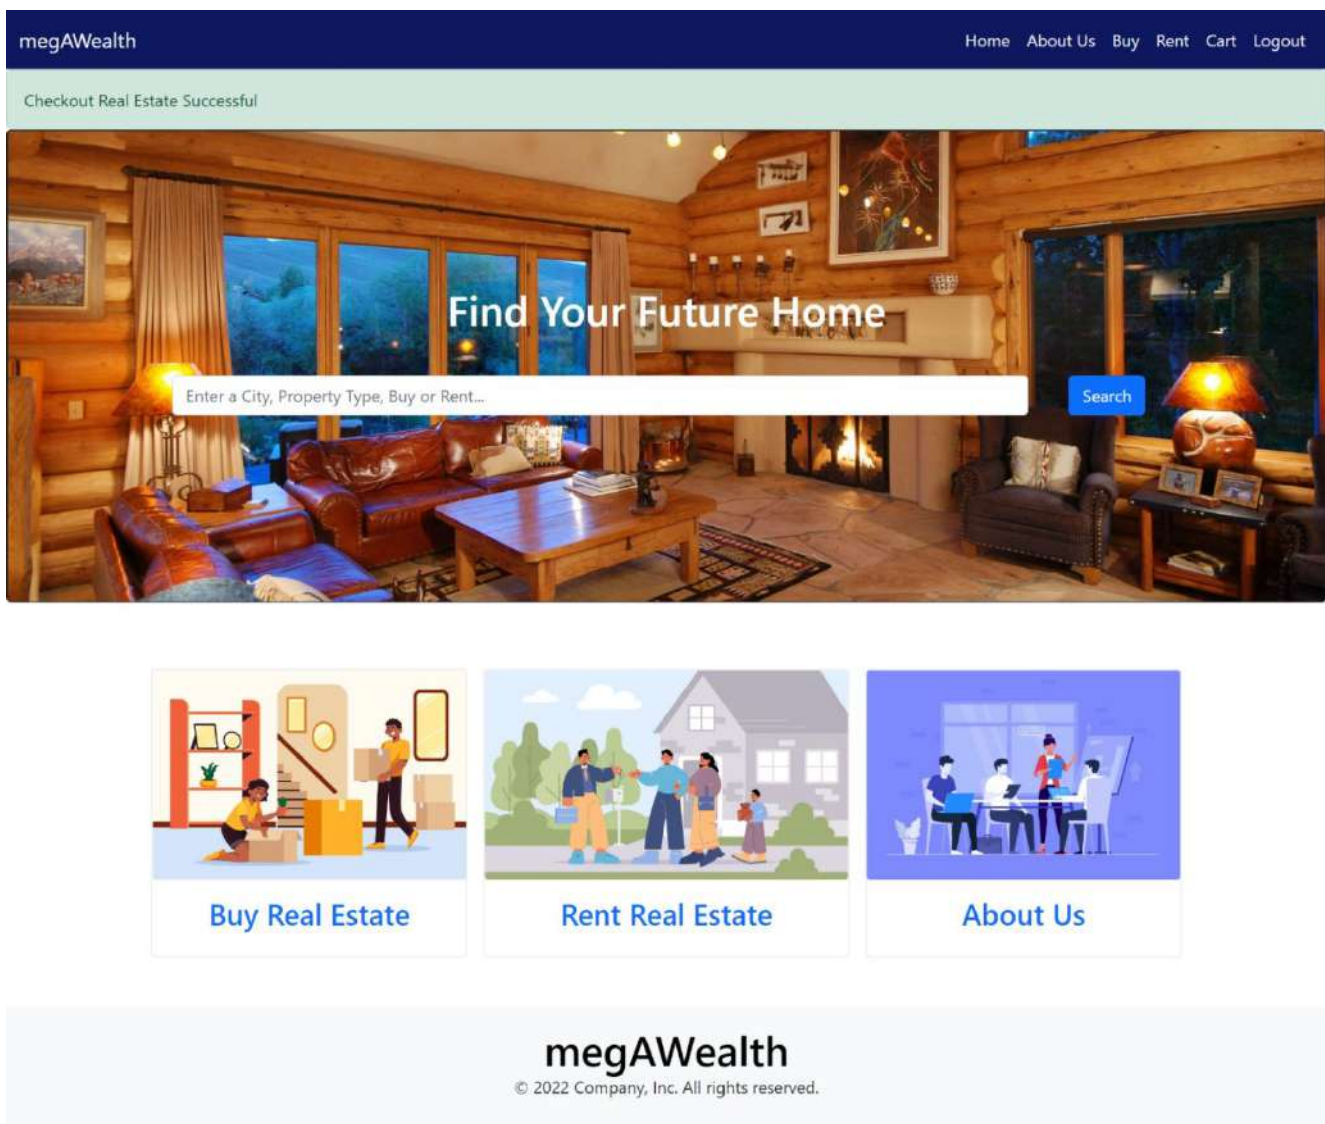 megAWealth
Home About Us Buy Rent Cart Logout
Checkout Real Estate Successful
Find Your Future Home
Enter a City, Property Type, Buy or Rent...
Search
Buy Real Estate
Rent Real Estate
About Us
megAWealth
© 2022 Company, Inc. All rights reserved.